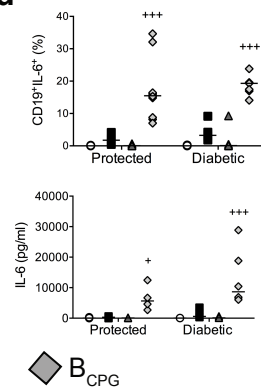 +++
+++
CD19⁺IL-6⁺ (%)
40
30
20
10
0
Protected Diabetic
+++
+
IL-6 (pg/ml)
40000
30000
20000
10000
0
Protected Diabetic
B_CPG